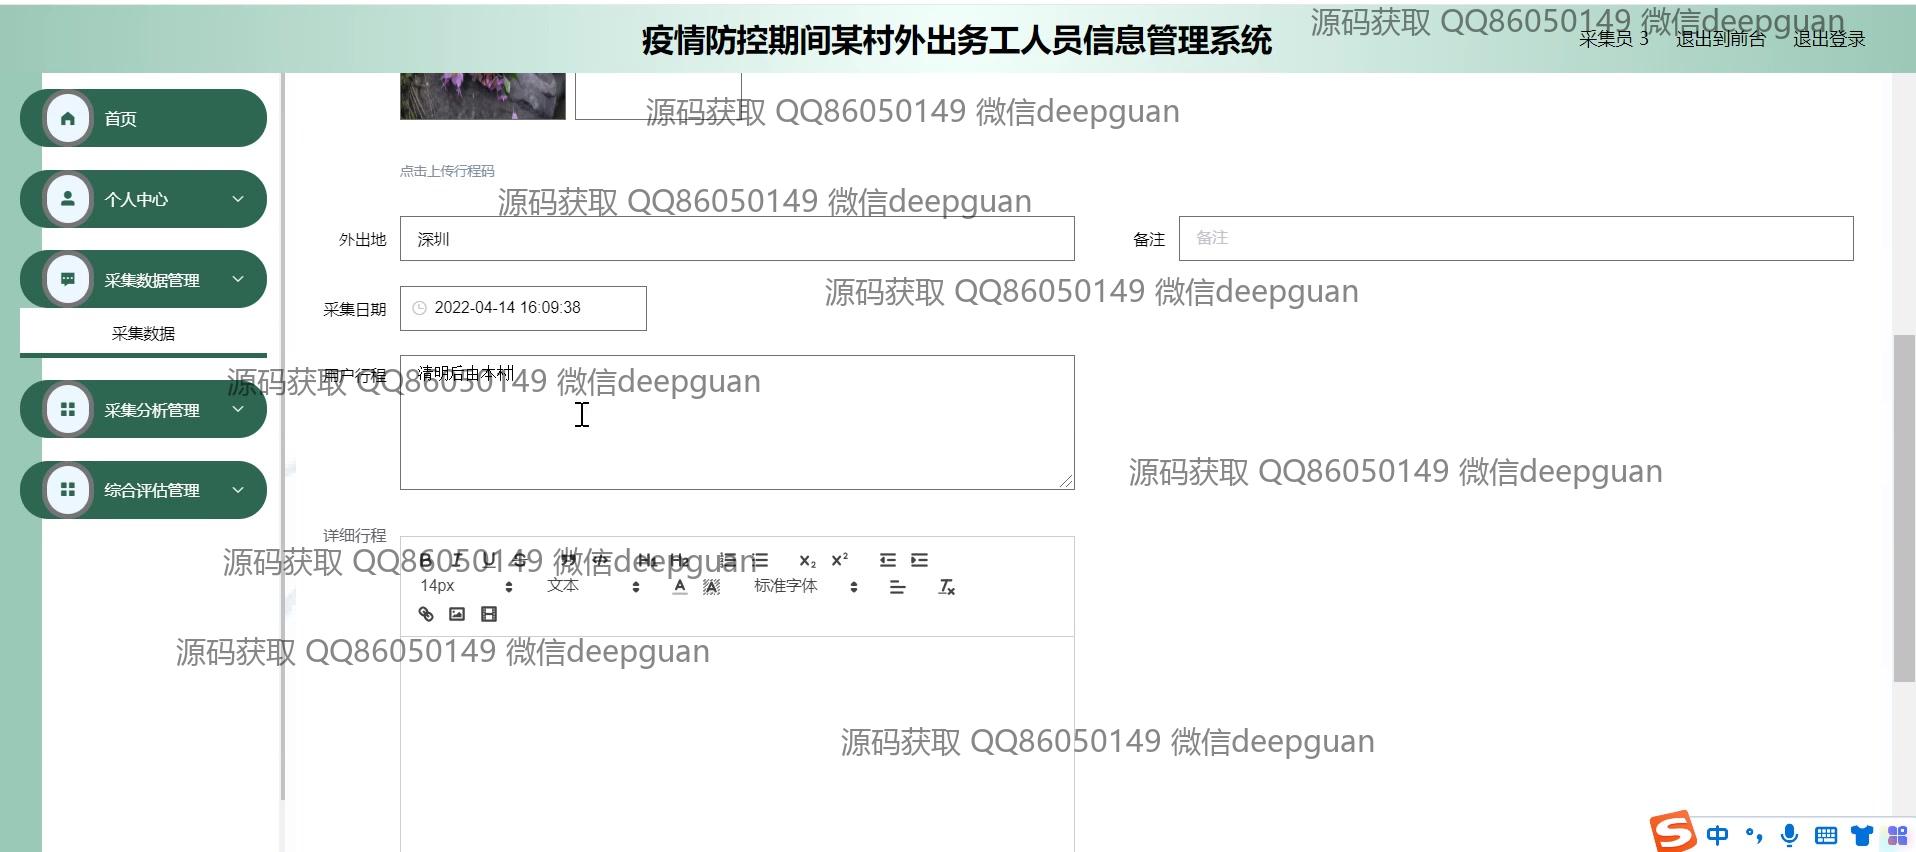 疫情防控期间某村外出务工人员信息管理系统
源码获取 QQ86050149 微信deepguan
采集员 3 退出到前台 退出登录
首页
源码获取 QQ86050149 微信deepguan
点击上传行程码
个人中心
源码获取 QQ86050149 微信deepguan
外出地 深圳 备注 备注
采集数据管理
源码获取 QQ86050149 微信deepguan
采集日期 2022-04-14 16:09:38
采集数据
用户行程 清明后由本村
源码获取 QQ86050149 微信deepguan
采集分析管理
源码获取 QQ86050149 微信deepguan
综合评估管理
详细行程
源码获取 QQ86050149 微信deepguan
B I U S H1 H2 X2 X2
14px 文本 A A 标准字体 Tx
源码获取 QQ86050149 微信deepguan
源码获取 QQ86050149 微信deepguan
S 中